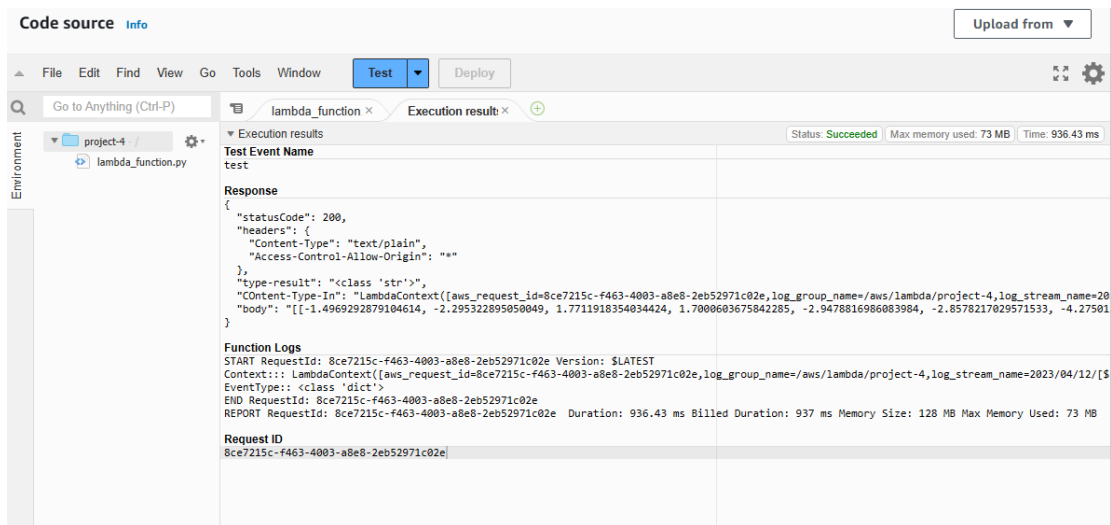 Code source Info
Upload from ▼
File Edit Find View Go Tools Window Test Deploy
Go to Anything (Ctrl-P)
lambda_function × Execution results ×
Environment
project-4 - /
lambda_function.py
Execution results
Status: Succeeded Max memory used: 73 MB Time: 936.43 ms
Test Event Name
test
Response
{
  "statusCode": 200,
  "headers": {
    "Content-Type": "text/plain",
    "Access-Control-Allow-Origin": "*"
  },
  "type-result": "<class 'str'>",
  "COntent-Type-In": "LambdaContext([aws_request_id=8ce7215c-f463-4003-a8e8-2eb52971c02e,log_group_name=/aws/lambda/project-4,log_stream_name=20
  "body": "[[-1.4969292879104614, -2.295322895050049, 1.7711918354034424, 1.7000603675842285, -2.9478816986083984, -2.8578217029571533, -4.27501
}
Function Logs
START RequestId: 8ce7215c-f463-4003-a8e8-2eb52971c02e Version: $LATEST
Context::: LambdaContext([aws_request_id=8ce7215c-f463-4003-a8e8-2eb52971c02e,log_group_name=/aws/lambda/project-4,log_stream_name=2023/04/12/[$
EventType:: <class 'dict'>
END RequestId: 8ce7215c-f463-4003-a8e8-2eb52971c02e
REPORT RequestId: 8ce7215c-f463-4003-a8e8-2eb52971c02e Duration: 936.43 ms Billed Duration: 937 ms Memory Size: 128 MB Max Memory Used: 73 MB
Request ID
8ce7215c-f463-4003-a8e8-2eb52971c02e